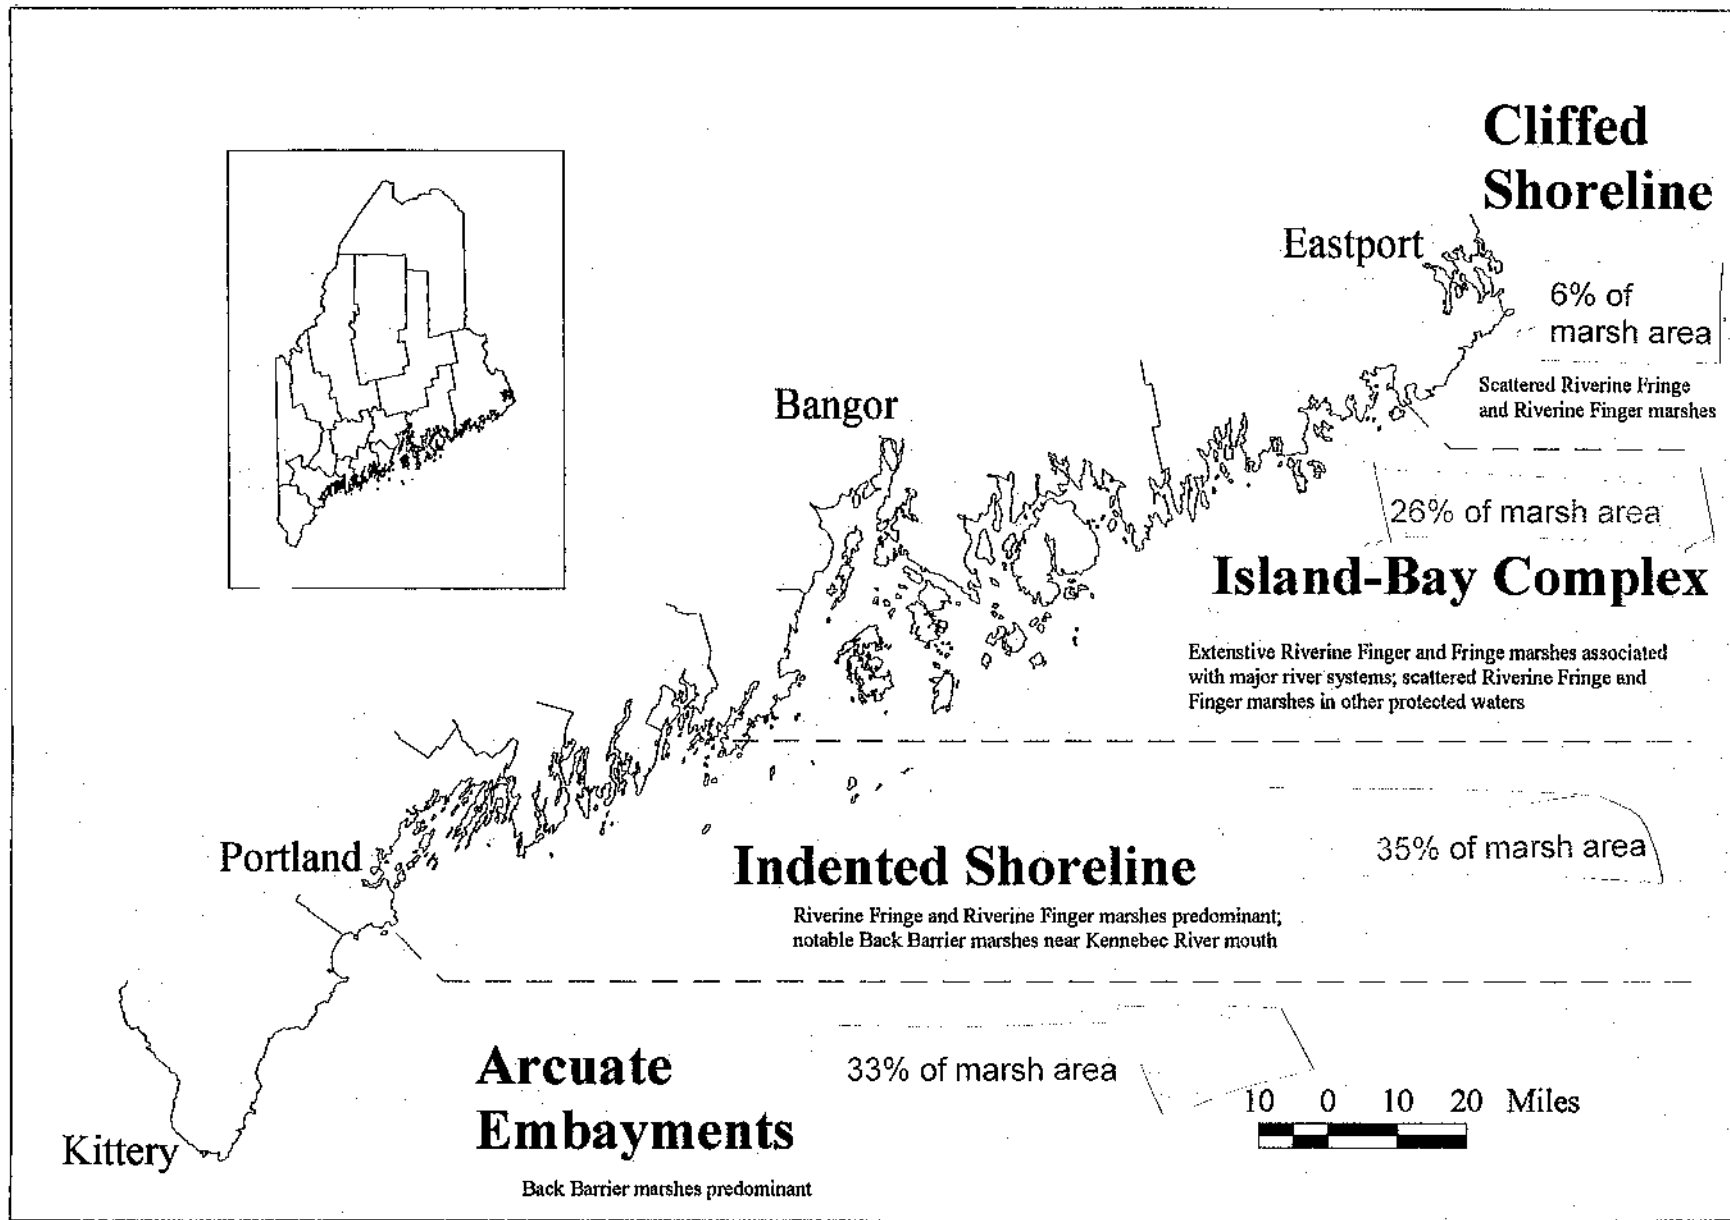 Cliffed
Shoreline
Eastport
6% of
marsh area
Scattered Riverine Fringe
and Riverine Finger marshes
Bangor
26% of marsh area
Island-Bay Complex
Extenstive Riverine Finger and Fringe marshes associated
with major river systems; scattered Riverine Fringe and
Finger marshes in other protected waters
Portland
Indented Shoreline
35% of marsh area
Riverine Fringe and Riverine Finger marshes predominant;
notable Back Barrier marshes near Kennebec River mouth
Arcuate
Embayments
33% of marsh area
10 0 10 20 Miles
Kittery
Back Barrier marshes predominant